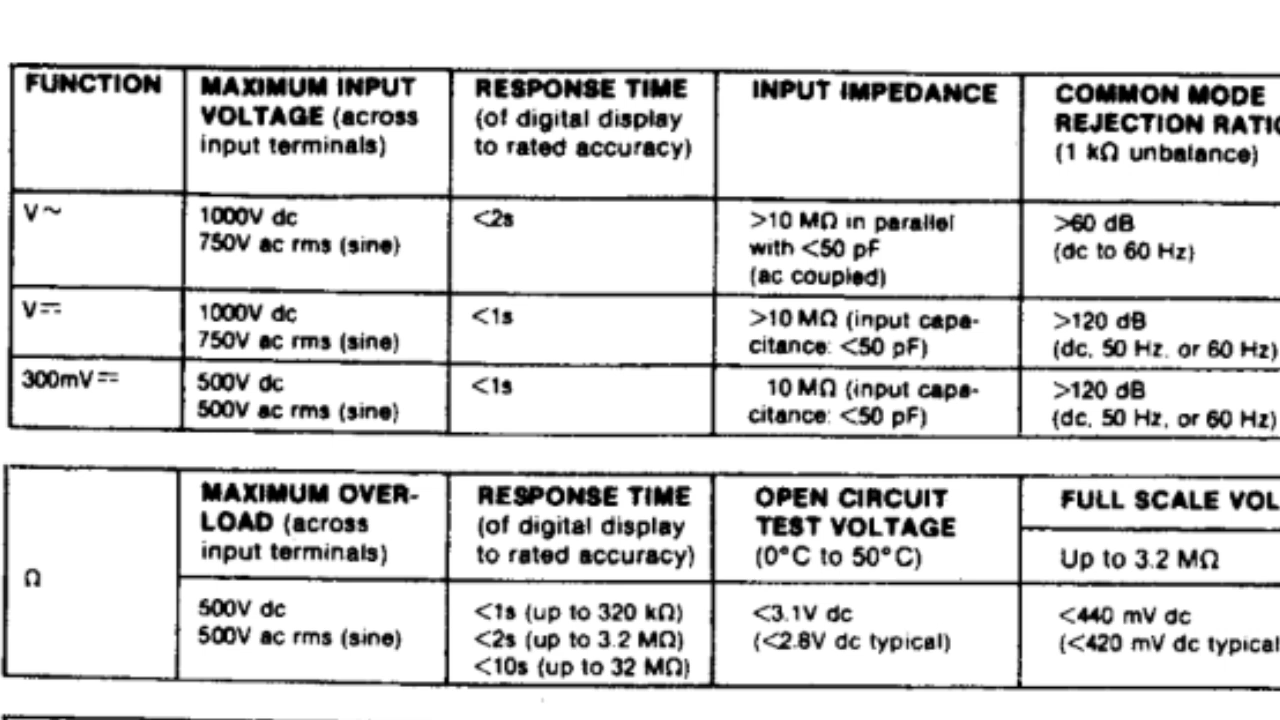 FUNCTION
MAXIMUM INPUT
VOLTAGE (across
input terminals)
RESPONSE TIME
(of digital display
to rated accuracy)
INPUT IMPEDANCE
COMMON MODE
REJECTION RATIO
(1 kΩ unbalance)
V~
1000V dc
750V ac rms (sine)
<2s
>10 MΩ in parallel
with <50 pF
(ac coupled)
>60 dB
(dc to 60 Hz)
V⎓
1000V dc
750V ac rms (sine)
<1s
>10 MΩ (input capa-
citance: <50 pF)
>120 dB
(dc, 50 Hz, or 60 Hz)
300mV⎓
500V dc
500V ac rms (sine)
<1s
10 MΩ (input capa-
citance: <50 pF)
>120 dB
(dc, 50 Hz, or 60 Hz)
Ω
MAXIMUM OVER-
LOAD (across
input terminals)
RESPONSE TIME
(of digital display
to rated accuracy)
OPEN CIRCUIT
TEST VOLTAGE
(0°C to 50°C)
FULL SCALE VOL
Up to 3.2 MΩ
500V dc
500V ac rms (sine)
<1s (up to 320 kΩ)
<2s (up to 3.2 MΩ)
<10s (up to 32 MΩ)
<3.1V dc
(<2.8V dc typical)
<440 mV dc
(<420 mV dc typical